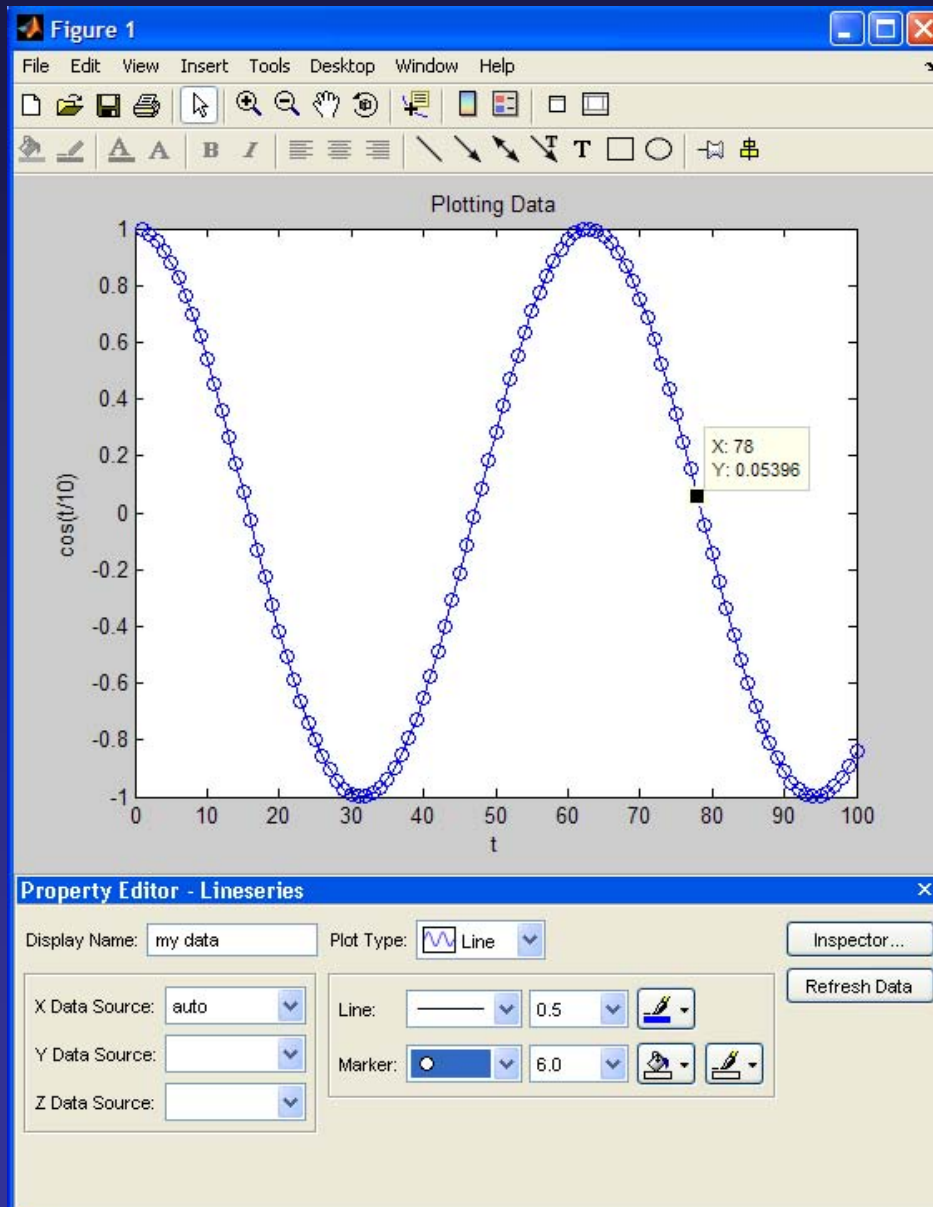 Figure 1
File Edit View Insert Tools Desktop Window Help
A A B I T T
Plotting Data
1
0.8
0.6
0.4
0.2
0
-0.2
-0.4
-0.6
-0.8
-1
cos(t/10)
X: 78
Y: 0.05396
0 10 20 30 40 50 60 70 80 90 100
t
Property Editor - Lineseries
Display Name: my data Plot Type: Line Inspector...
Refresh Data
X Data Source: auto Line: 0.5
Y Data Source: Marker: 6.0
Z Data Source: